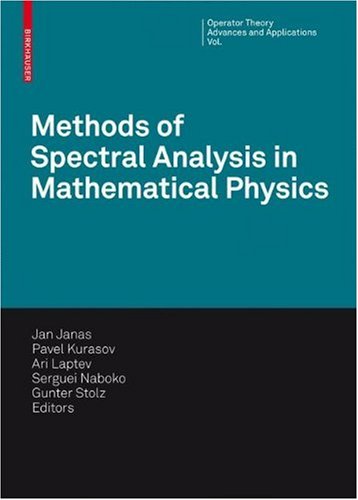 BIRKHAUSER
Operator Theory
Advances and Applications
Vol.
Methods of
Spectral Analysis in
Mathematical Physics
Jan Janas
Pavel Kurasov
Ari Laptev
Serguei Naboko
Gunter Stolz
Editors